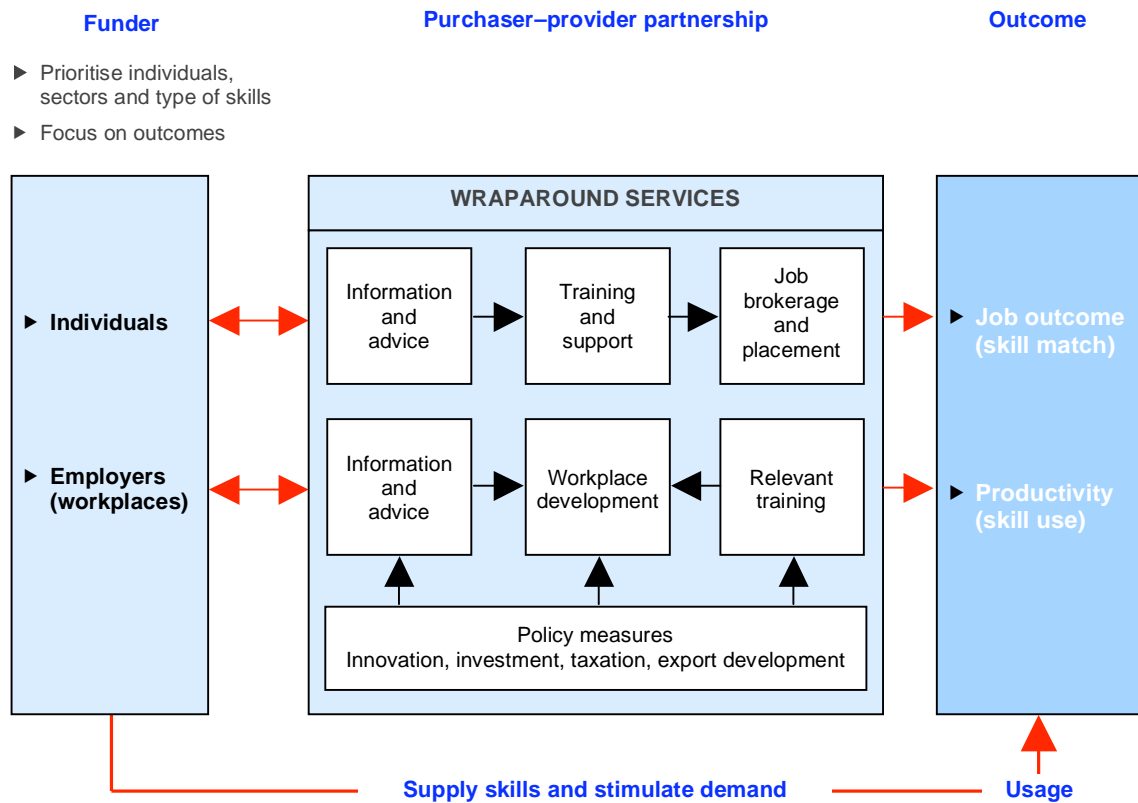 Funder
Purchaser–provider partnership
Outcome
Prioritise individuals,
sectors and type of skills
Focus on outcomes
WRAPAROUND SERVICES
Individuals
Information
and
advice
Training
and
support
Job
brokerage
and
placement
Job outcome
(skill match)
Employers
(workplaces)
Information
and
advice
Workplace
development
Relevant
training
Productivity
(skill use)
Policy measures
Innovation, investment, taxation, export development
Supply skills and stimulate demand
Usage